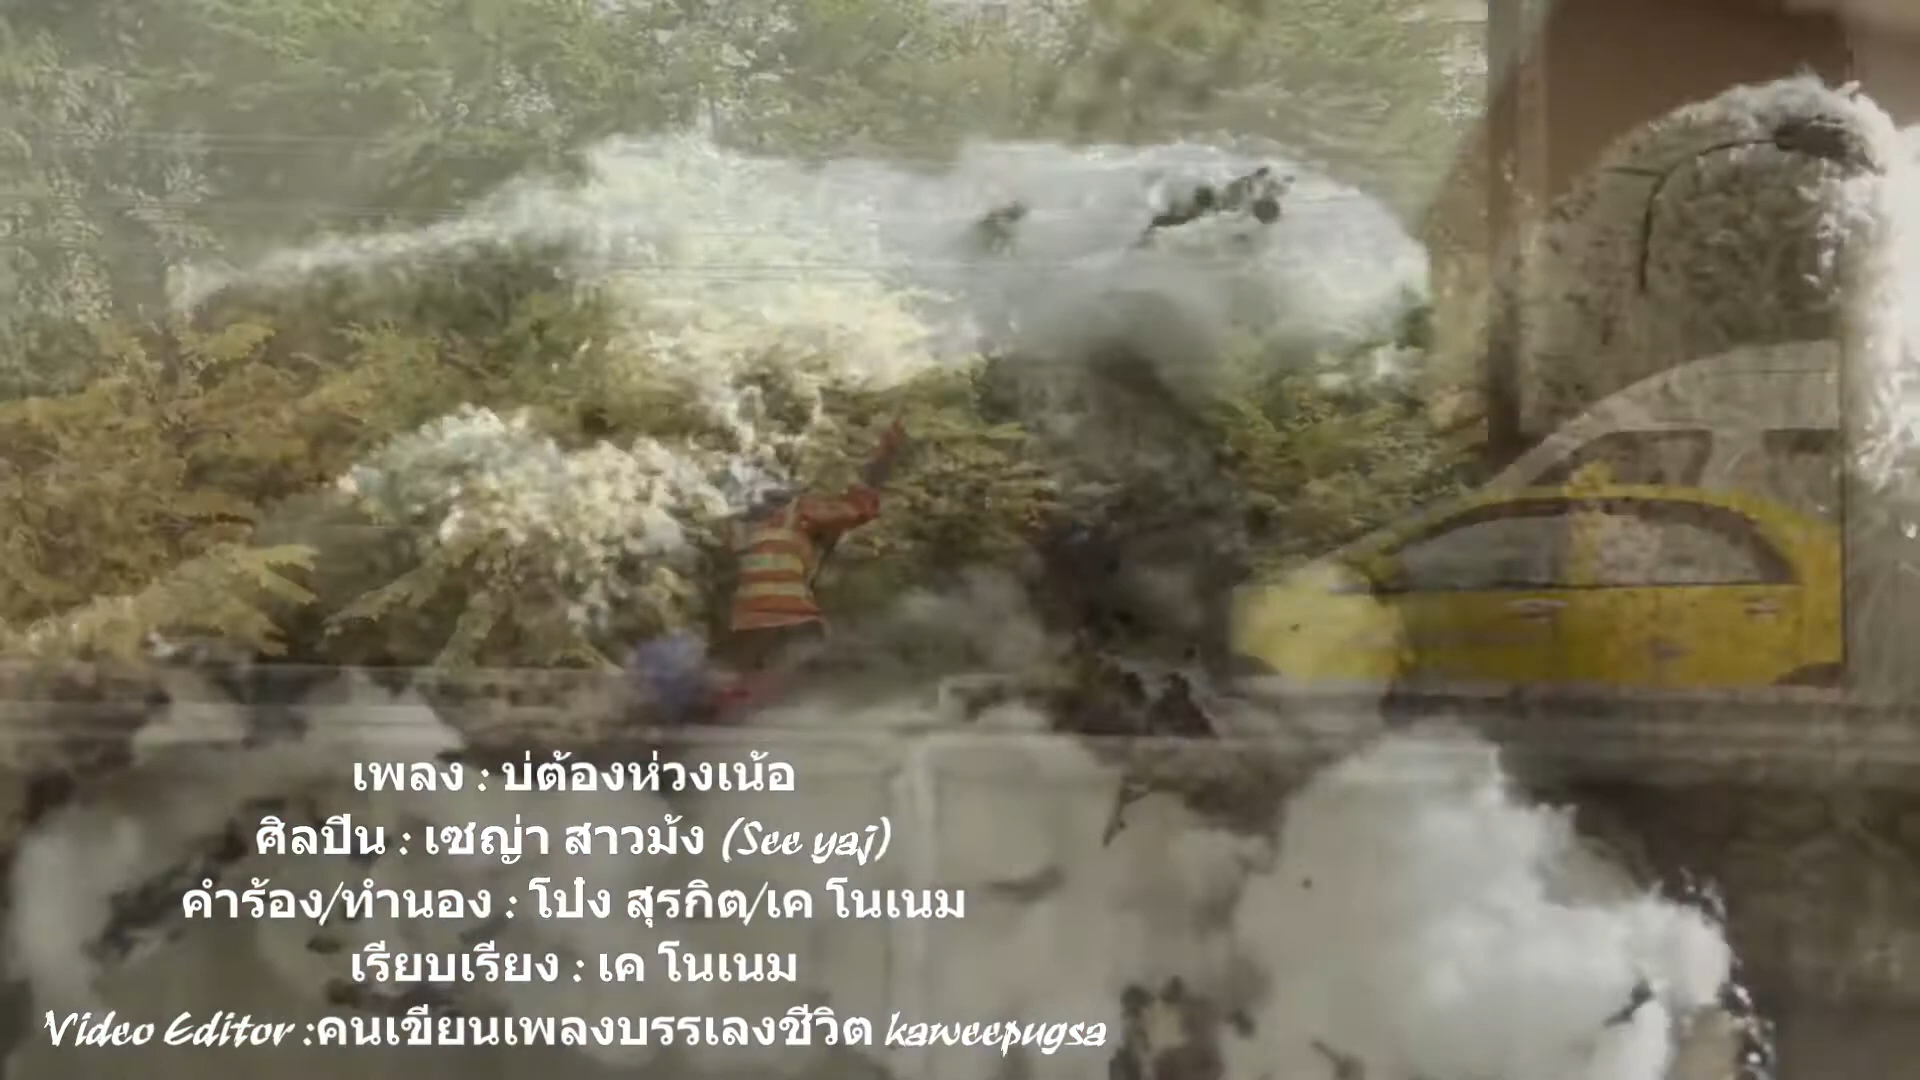 เพลง : บ่ต้องห่วงเน้อ
ศิลปิน : เซญ่า สาวม้ง (See yaj)
คำร้อง/ทำนอง : โป๋ง สุรกิต/เค โนเนม
เรียบเรียง : เค โนเนม
Video Editor :คนเขียนเพลงบรรเลงชีวิต kaweepugsa